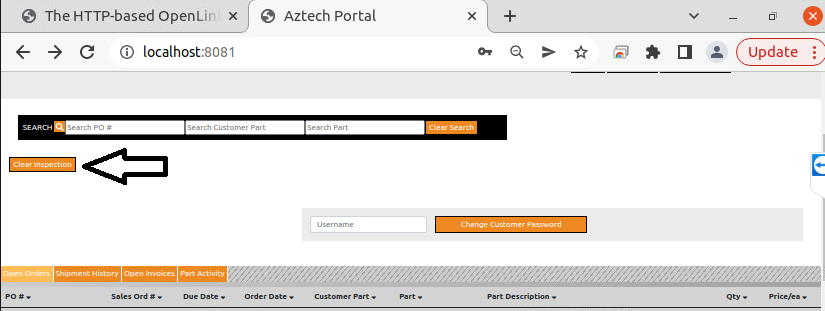 The HTTP-based OpenLin
Aztech Portal
localhost:8081
Update
SEARCH Search PO # Search Customer Part Search Part Clear Search
Clear Inspection
Username Change Customer Password
Open Orders Shipment History Open Invoices Part Activity
PO # Sales Ord # Due Date Order Date Customer Part Part Part Description Qty Price/ea